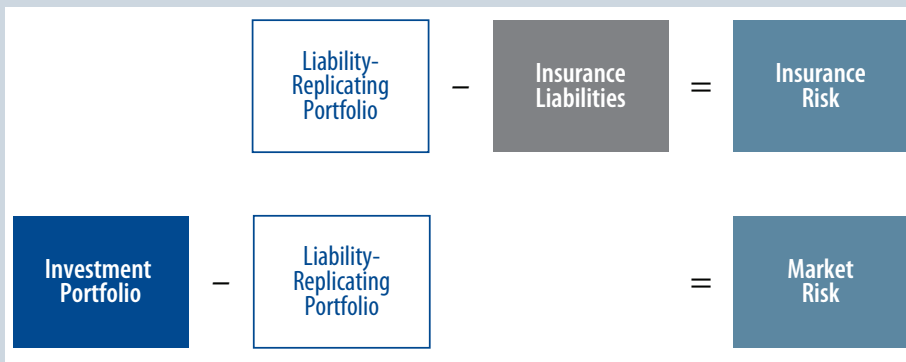 Liability-
Replicating
Portfolio
–
Insurance
Liabilities
=
Insurance
Risk
Investment
Portfolio
–
Liability-
Replicating
Portfolio
=
Market
Risk